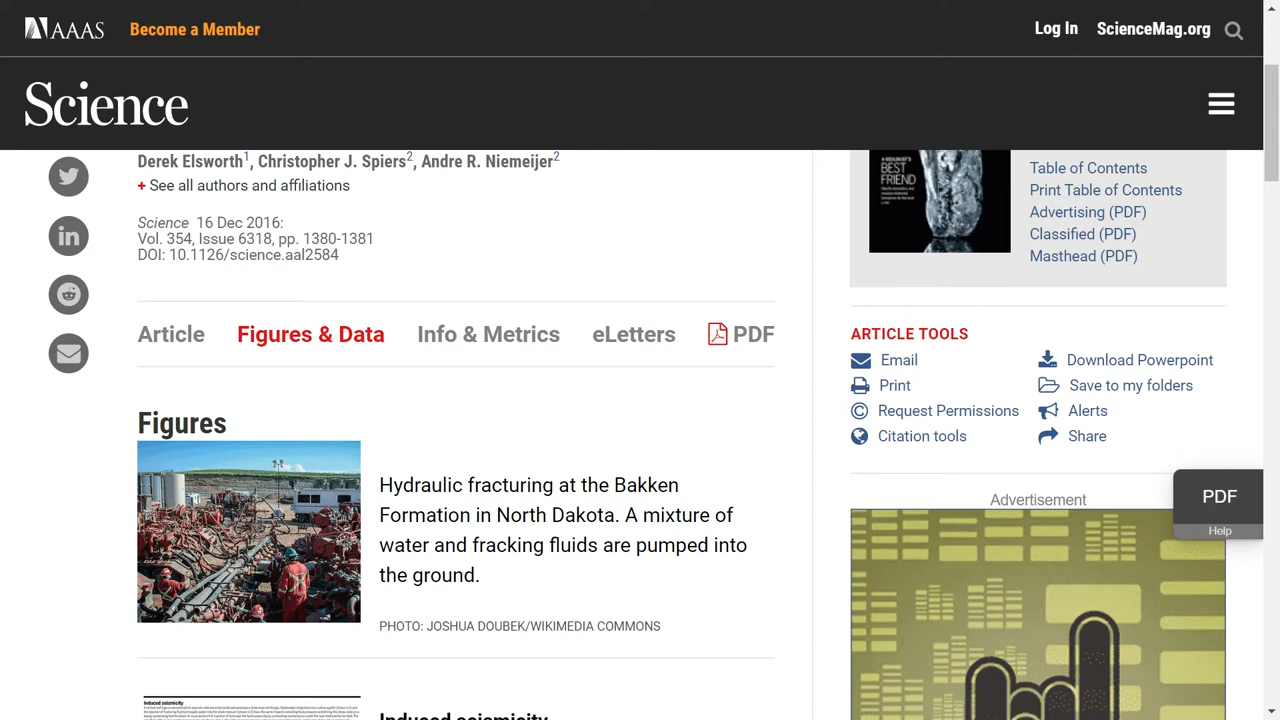 AAAS
Become a Member
Log In
ScienceMag.org
Science
Derek Elsworth1, Christopher J. Spiers2, Andre R. Niemeijer2
+ See all authors and affiliations
Science 16 Dec 2016:
Vol. 354, Issue 6318, pp. 1380-1381
DOI: 10.1126/science.aal2584
Article
Figures & Data
Info & Metrics
eLetters
PDF
Figures
Hydraulic fracturing at the Bakken
Formation in North Dakota. A mixture of
water and fracking fluids are pumped into
the ground.
PHOTO: JOSHUA DOUBEK/WIKIMEDIA COMMONS
Induced seismicity
Induced seismicity
A GEOLOGIST'S
BEST
FRIEND
Table of Contents
Print Table of Contents
Advertising (PDF)
Classified (PDF)
Masthead (PDF)
ARTICLE TOOLS
Email
Download Powerpoint
Print
Save to my folders
© Request Permissions
Alerts
Citation tools
Share
Advertisement
PDF
Help